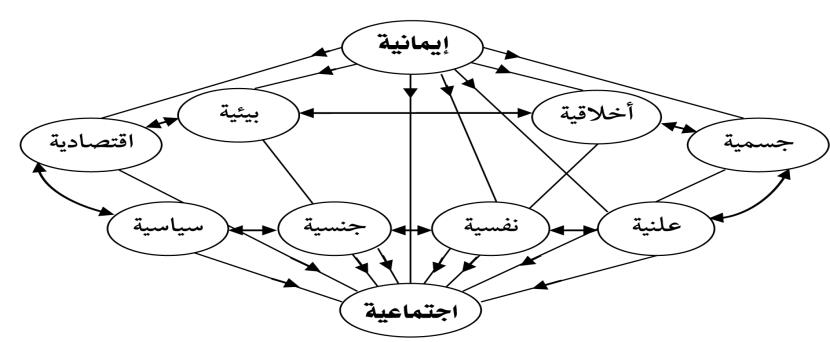 إيمانية
أخلاقية
بيئية
جسمية
اقتصادية
علنية
نفسية
جنسية
سياسية
اجتماعية